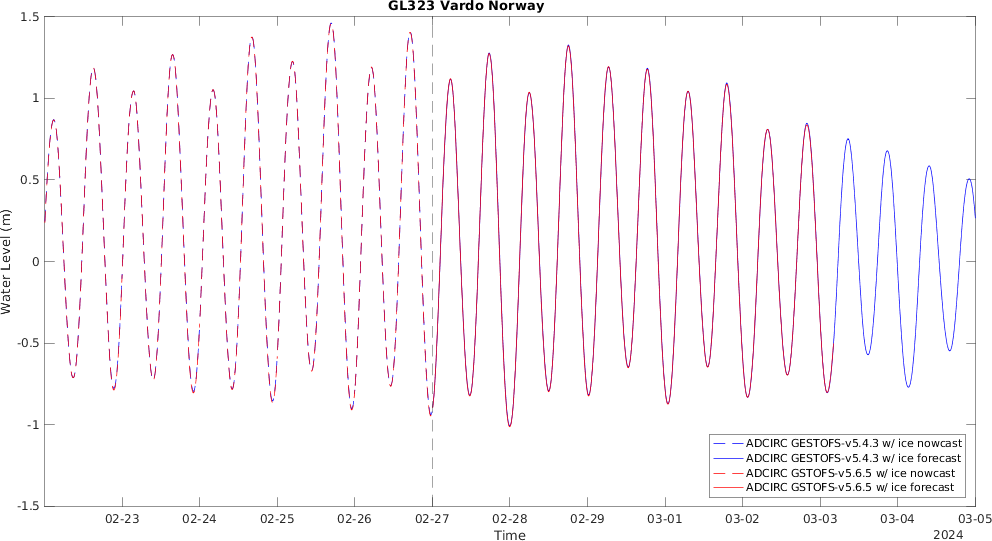 GL323 Vardo Norway
1.5
1
0.5
0
-0.5
-1
-1.5
Water Level (m)
ADCIRC GESTOFS-v5.4.3 w/ ice nowcast
ADCIRC GESTOFS-v5.4.3 w/ ice forecast
ADCIRC GSTOFS-v5.6.5 w/ ice nowcast
ADCIRC GSTOFS-v5.6.5 w/ ice forecast
02-23 02-24 02-25 02-26 02-27 02-28 02-29 03-01 03-02 03-03 03-04 03-05
Time
2024